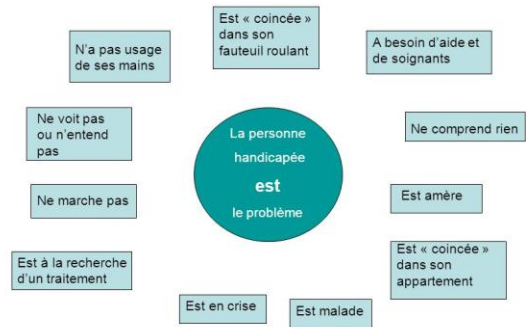 Est « coincée »
dans son
fauteuil roulant
A besoin d'aide et
de soignants
Ne comprend rien
Est amère
Est « coincée »
dans son
appartement
Est malade
Est en crise
Est à la recherche
d'un traitement
Ne marche pas
Ne voit pas
ou n'entend
pas
N'a pas usage
de ses mains
La personne
handicapée
est
le problème